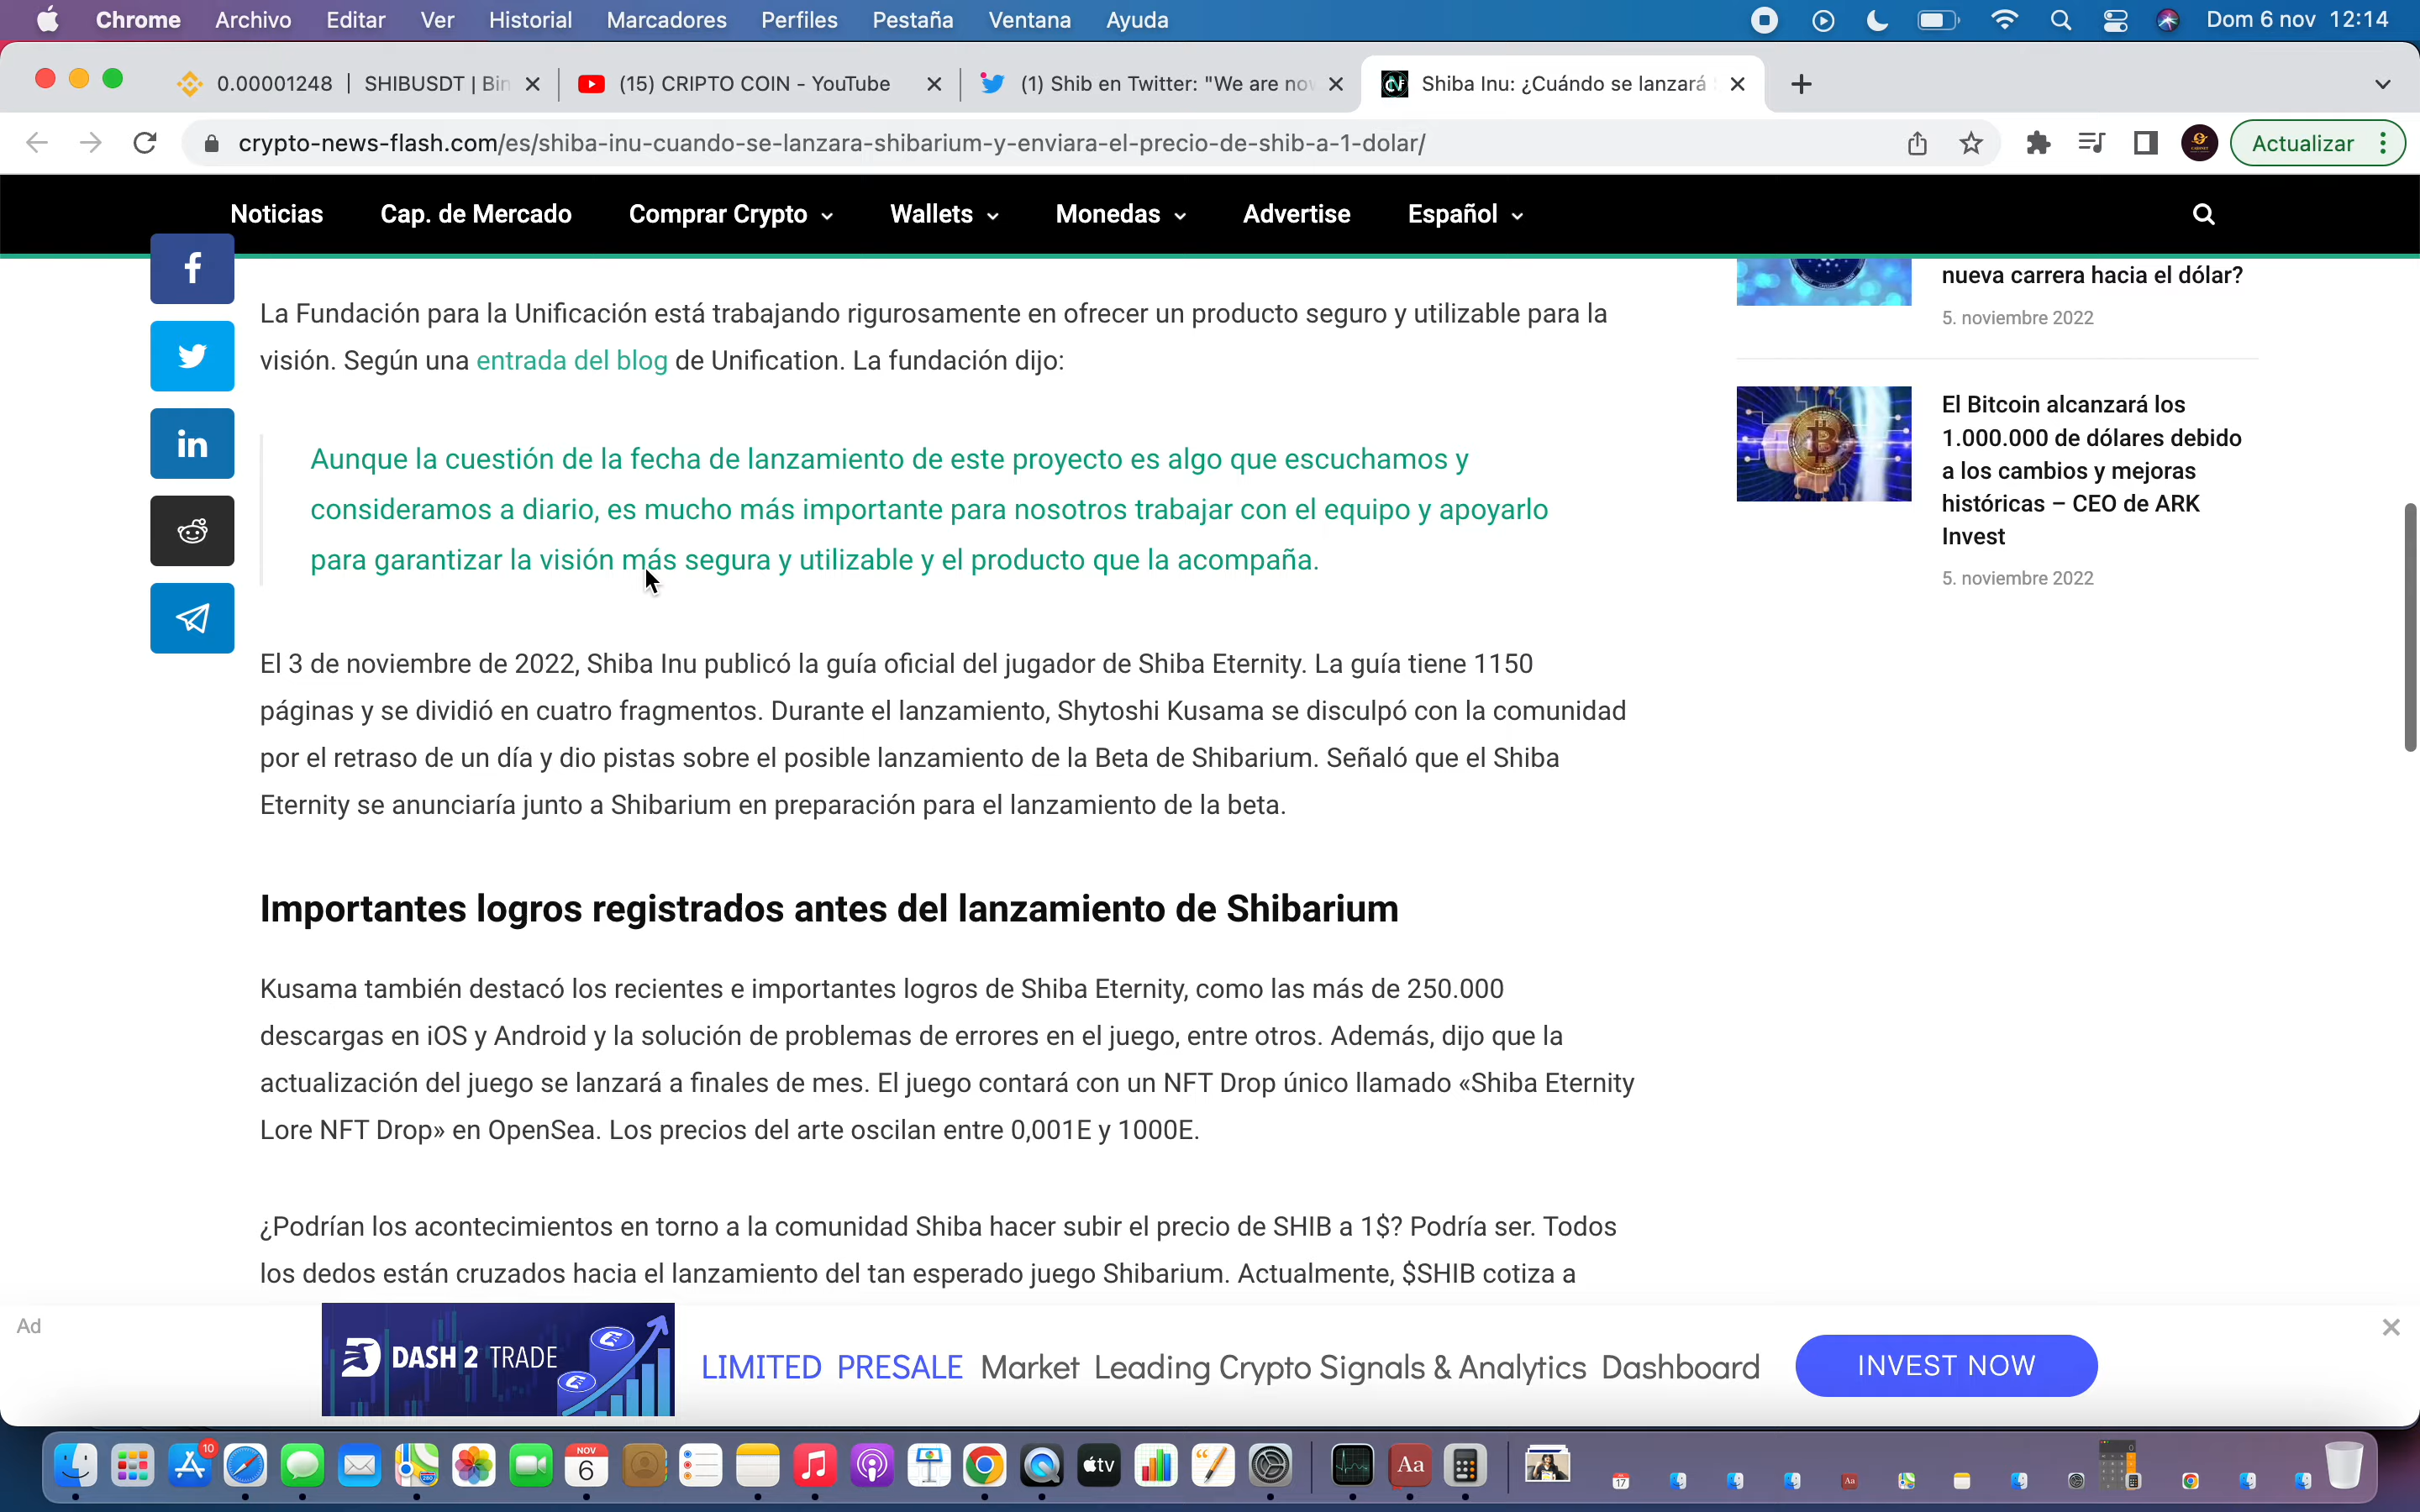 Chrome Archivo Editar Ver Historial Marcadores Perfiles Pestaña Ventana Ayuda Dom 6 nov 12:14
0.00001248 | SHIBUSDT | Bin (15) CRIPTO COIN - YouTube (1) Shib en Twitter: "We are nov Shiba Inu: ¿Cuándo se lanzará
crypto-news-flash.com/es/shiba-inu-cuando-se-lanzara-shibarium-y-enviara-el-precio-de-shib-a-1-dolar/ Actualizar
Noticias Cap. de Mercado Comprar Crypto Wallets Monedas Advertise Español
La Fundación para la Unificación está trabajando rigurosamente en ofrecer un producto seguro y utilizable para la
visión. Según una entrada del blog de Unification. La fundación dijo:
Aunque la cuestión de la fecha de lanzamiento de este proyecto es algo que escuchamos y
consideramos a diario, es mucho más importante para nosotros trabajar con el equipo y apoyarlo
para garantizar la visión más segura y utilizable y el producto que la acompaña.
El 3 de noviembre de 2022, Shiba Inu publicó la guía oficial del jugador de Shiba Eternity. La guía tiene 1150
páginas y se dividió en cuatro fragmentos. Durante el lanzamiento, Shytoshi Kusama se disculpó con la comunidad
por el retraso de un día y dio pistas sobre el posible lanzamiento de la Beta de Shibarium. Señaló que el Shiba
Eternity se anunciaría junto a Shibarium en preparación para el lanzamiento de la beta.
Importantes logros registrados antes del lanzamiento de Shibarium
Kusama también destacó los recientes e importantes logros de Shiba Eternity, como las más de 250.000
descargas en iOS y Android y la solución de problemas de errores en el juego, entre otros. Además, dijo que la
actualización del juego se lanzará a finales de mes. El juego contará con un NFT Drop único llamado «Shiba Eternity
Lore NFT Drop» en OpenSea. Los precios del arte oscilan entre 0,001E y 1000E.
¿Podrían los acontecimientos en torno a la comunidad Shiba hacer subir el precio de SHIB a 1$? Podría ser. Todos
los dedos están cruzados hacia el lanzamiento del tan esperado juego Shibarium. Actualmente, $SHIB cotiza a
nueva carrera hacia el dólar?
5. noviembre 2022
El Bitcoin alcanzará los
1.000.000 de dólares debido
a los cambios y mejoras
históricas – CEO de ARK
Invest
5. noviembre 2022
Ad
DASH 2 TRADE LIMITED PRESALE Market Leading Crypto Signals & Analytics Dashboard INVEST NOW
10
NOV
6
tv
Aa
17
Aa